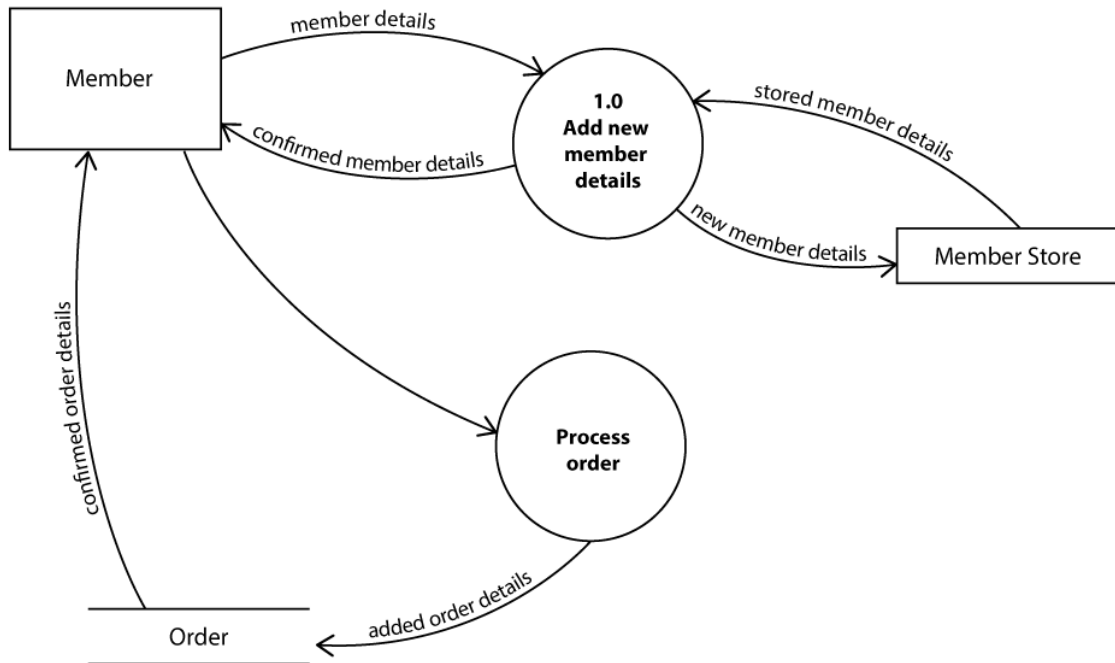 member details
Member
1.0
Add new
member
details
stored member details
confirmed member details
new member details
Member Store
confirmed order details
Process
order
added order details
Order